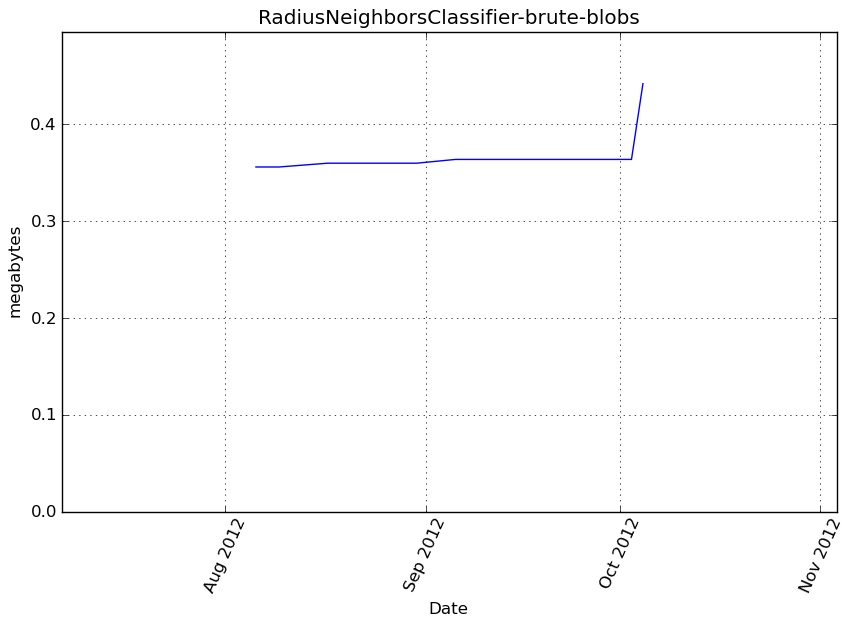 RadiusNeighborsClassifier-brute-blobs
0.4
0.3
0.2
0.1
0.0
megabytes
Aug 2012
Sep 2012
Oct 2012
Nov 2012
Date